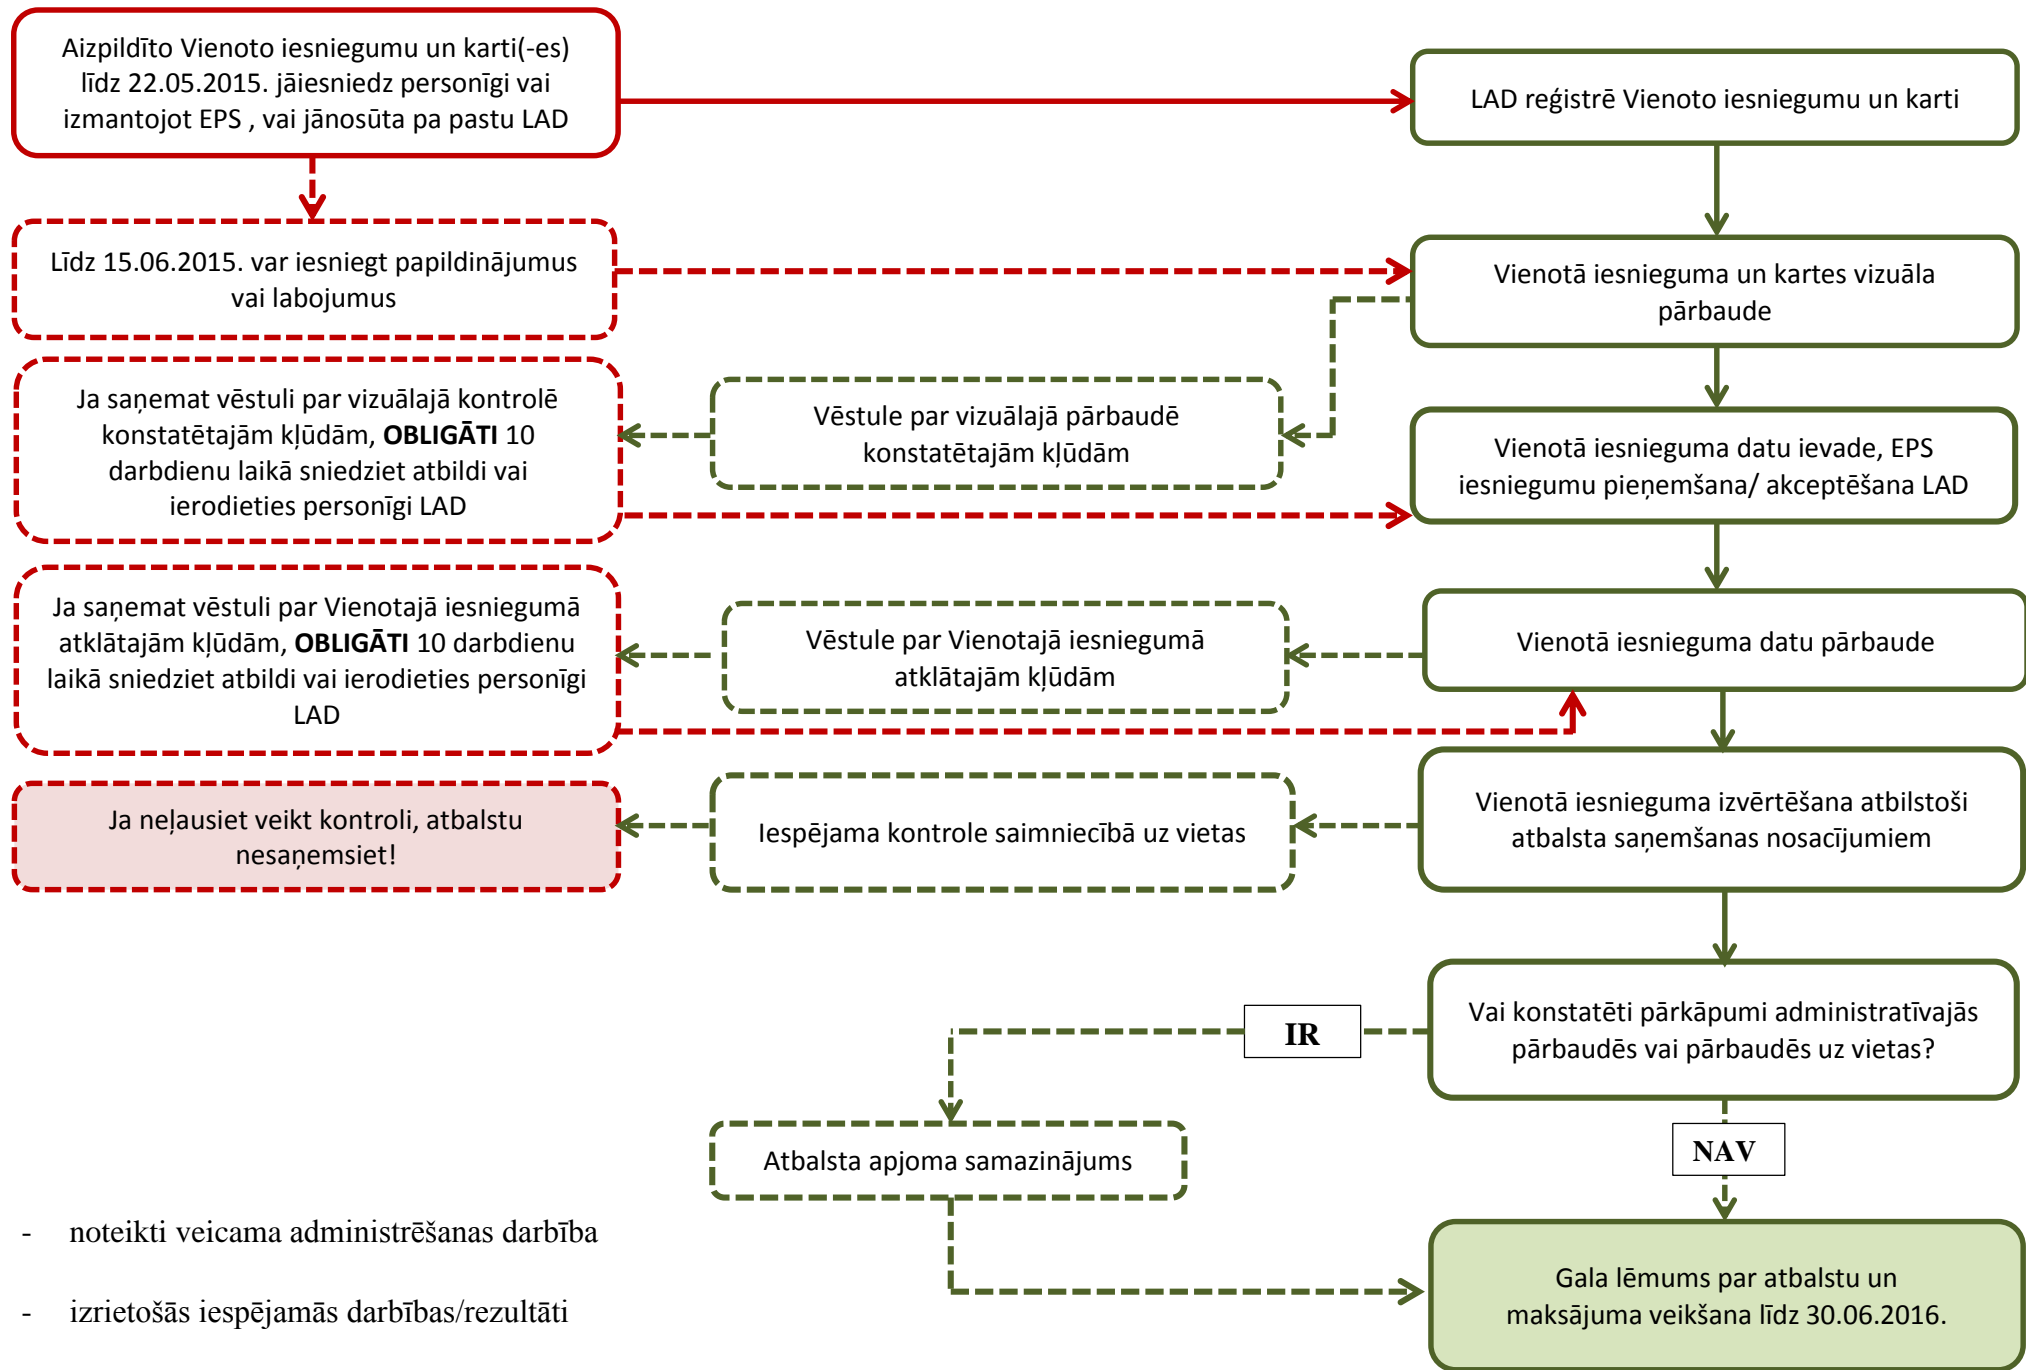 Aizpildīto Vienoto iesniegumu un karti(-es)
līdz 22.05.2015. jāiesniedz personīgi vai
izmantojot EPS , vai jānosūta pa pastu LAD
LAD reģistrē Vienoto iesniegumu un karti
Līdz 15.06.2015. var iesniegt papildinājumus
vai labojumus
Vienotā iesnieguma un kartes vizuāla
pārbaude
Ja saņemat vēstuli par vizuālajā kontrolē
konstatētajām kļūdām, OBLIGĀTI 10
darbdienu laikā sniedziet atbildi vai
ierodieties personīgi LAD
Vēstule par vizuālajā pārbaudē
konstatētajām kļūdām
Vienotā iesnieguma datu ievade, EPS
iesniegumu pieņemšana/ akceptēšana LAD
Ja saņemat vēstuli par Vienotajā iesniegumā
atklātajām kļūdām, OBLIGĀTI 10 darbdienu
laikā sniedziet atbildi vai ierodieties personīgi
LAD
Vēstule par Vienotajā iesniegumā
atklātajām kļūdām
Vienotā iesnieguma datu pārbaude
Ja neļausiet veikt kontroli, atbalstu
nesaņemsiet!
Iespējama kontrole saimniecībā uz vietas
Vienotā iesnieguma izvērtēšana atbilstoši
atbalsta saņemšanas nosacījumiem
Vai konstatēti pārkāpumi administratīvajās
pārbaudēs vai pārbaudēs uz vietas?
IR
NAV
Atbalsta apjoma samazinājums
Gala lēmums par atbalstu un
maksājuma veikšana līdz 30.06.2016.
- noteikti veicama administrēšanas darbība
- izrietošās iespējamās darbības/rezultāti